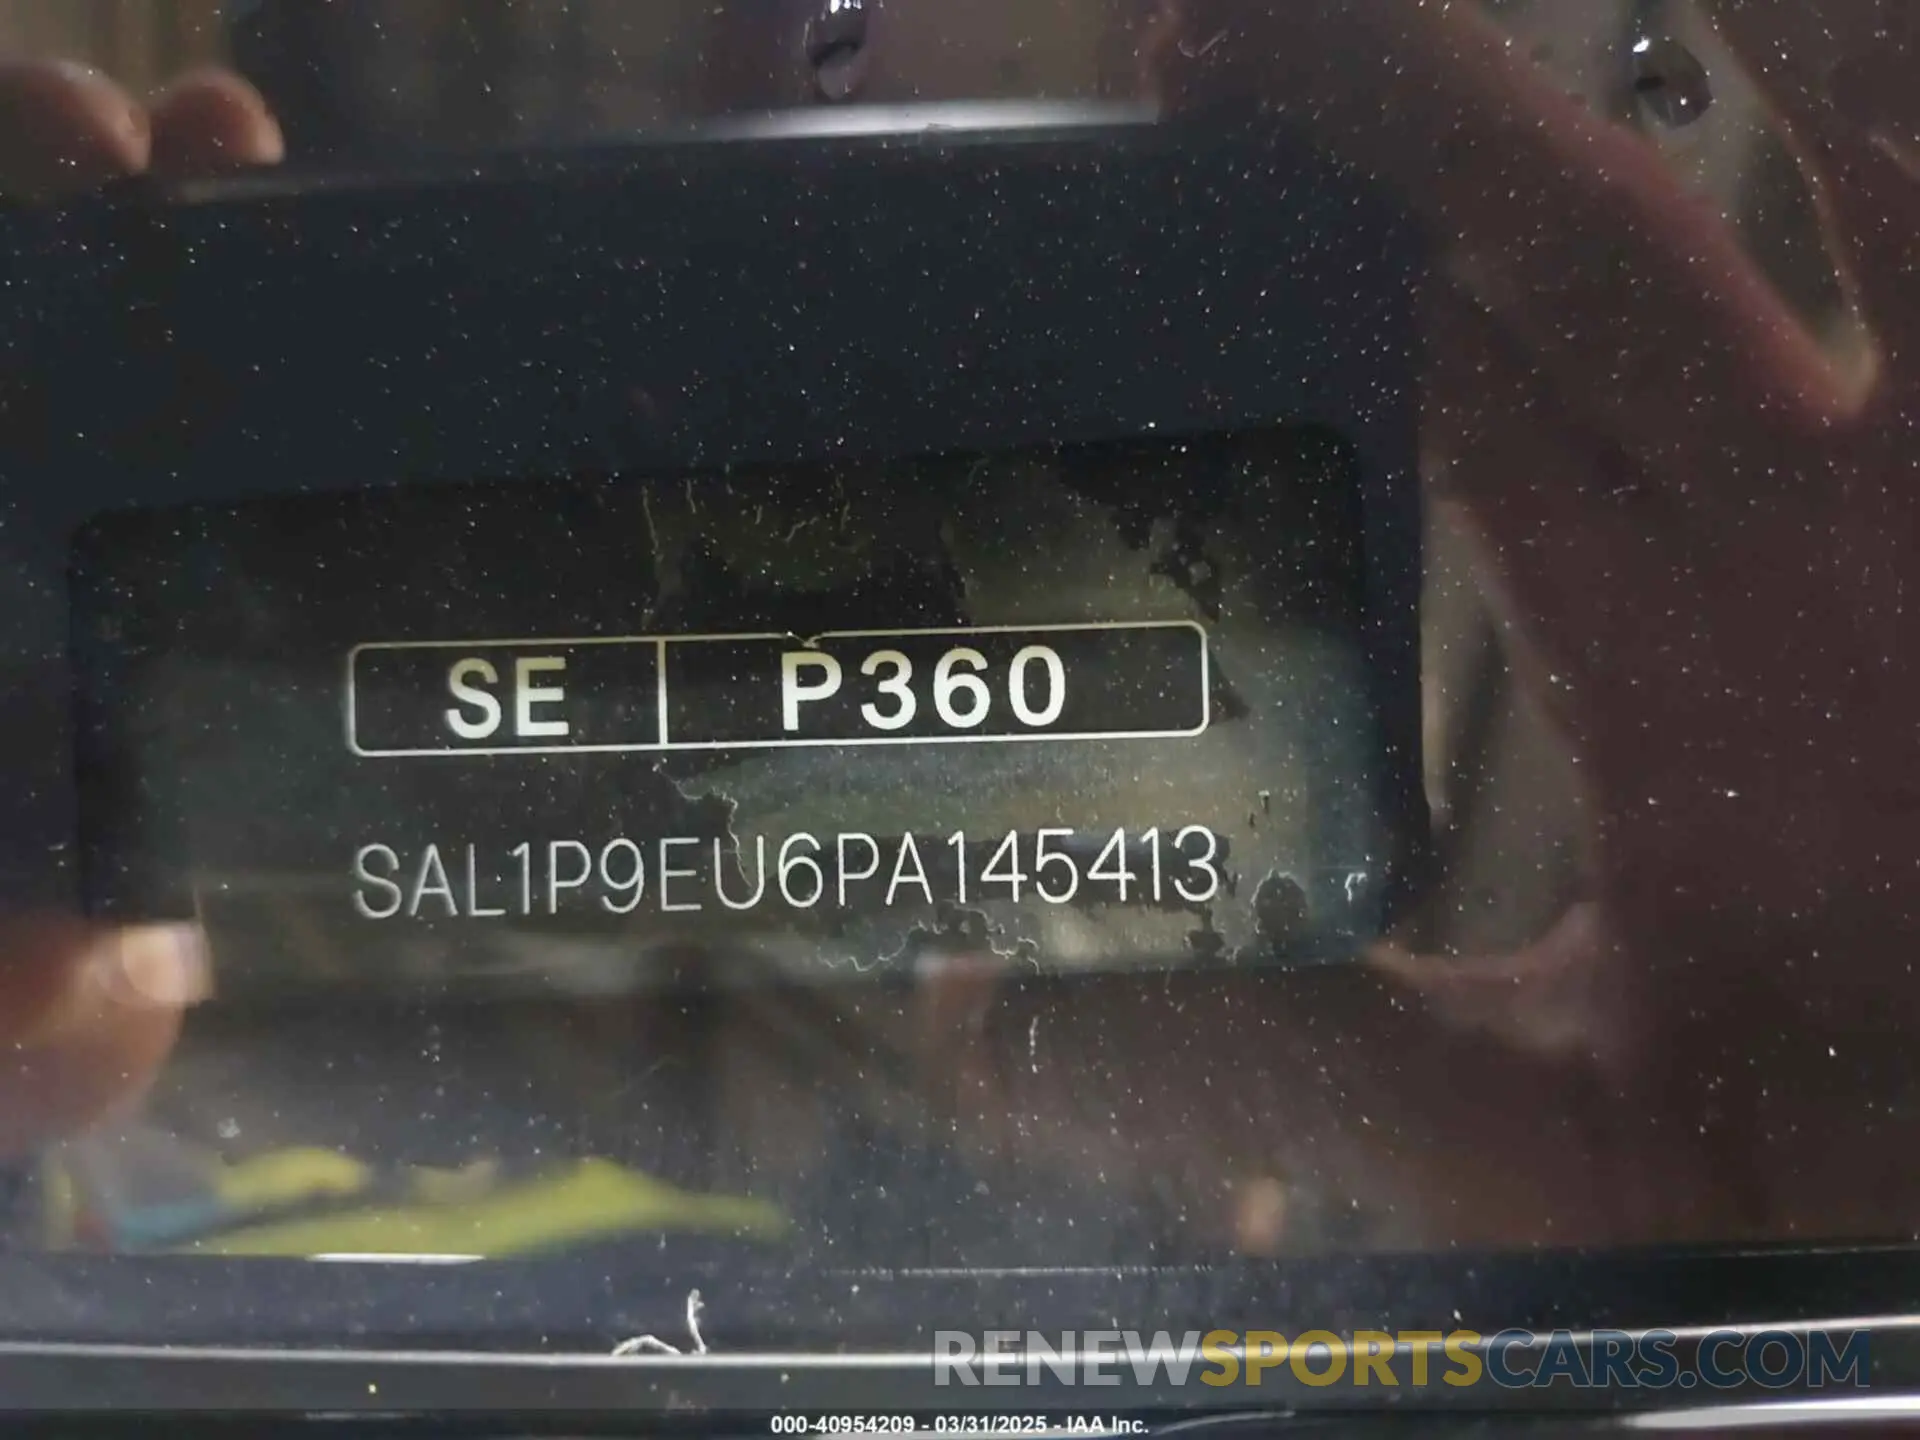 SE P360
SAL1P9EU6PA145413
RENEWSPORTSCARS.COM
000-40954209 - 03/31/2025 - IAA Inc.